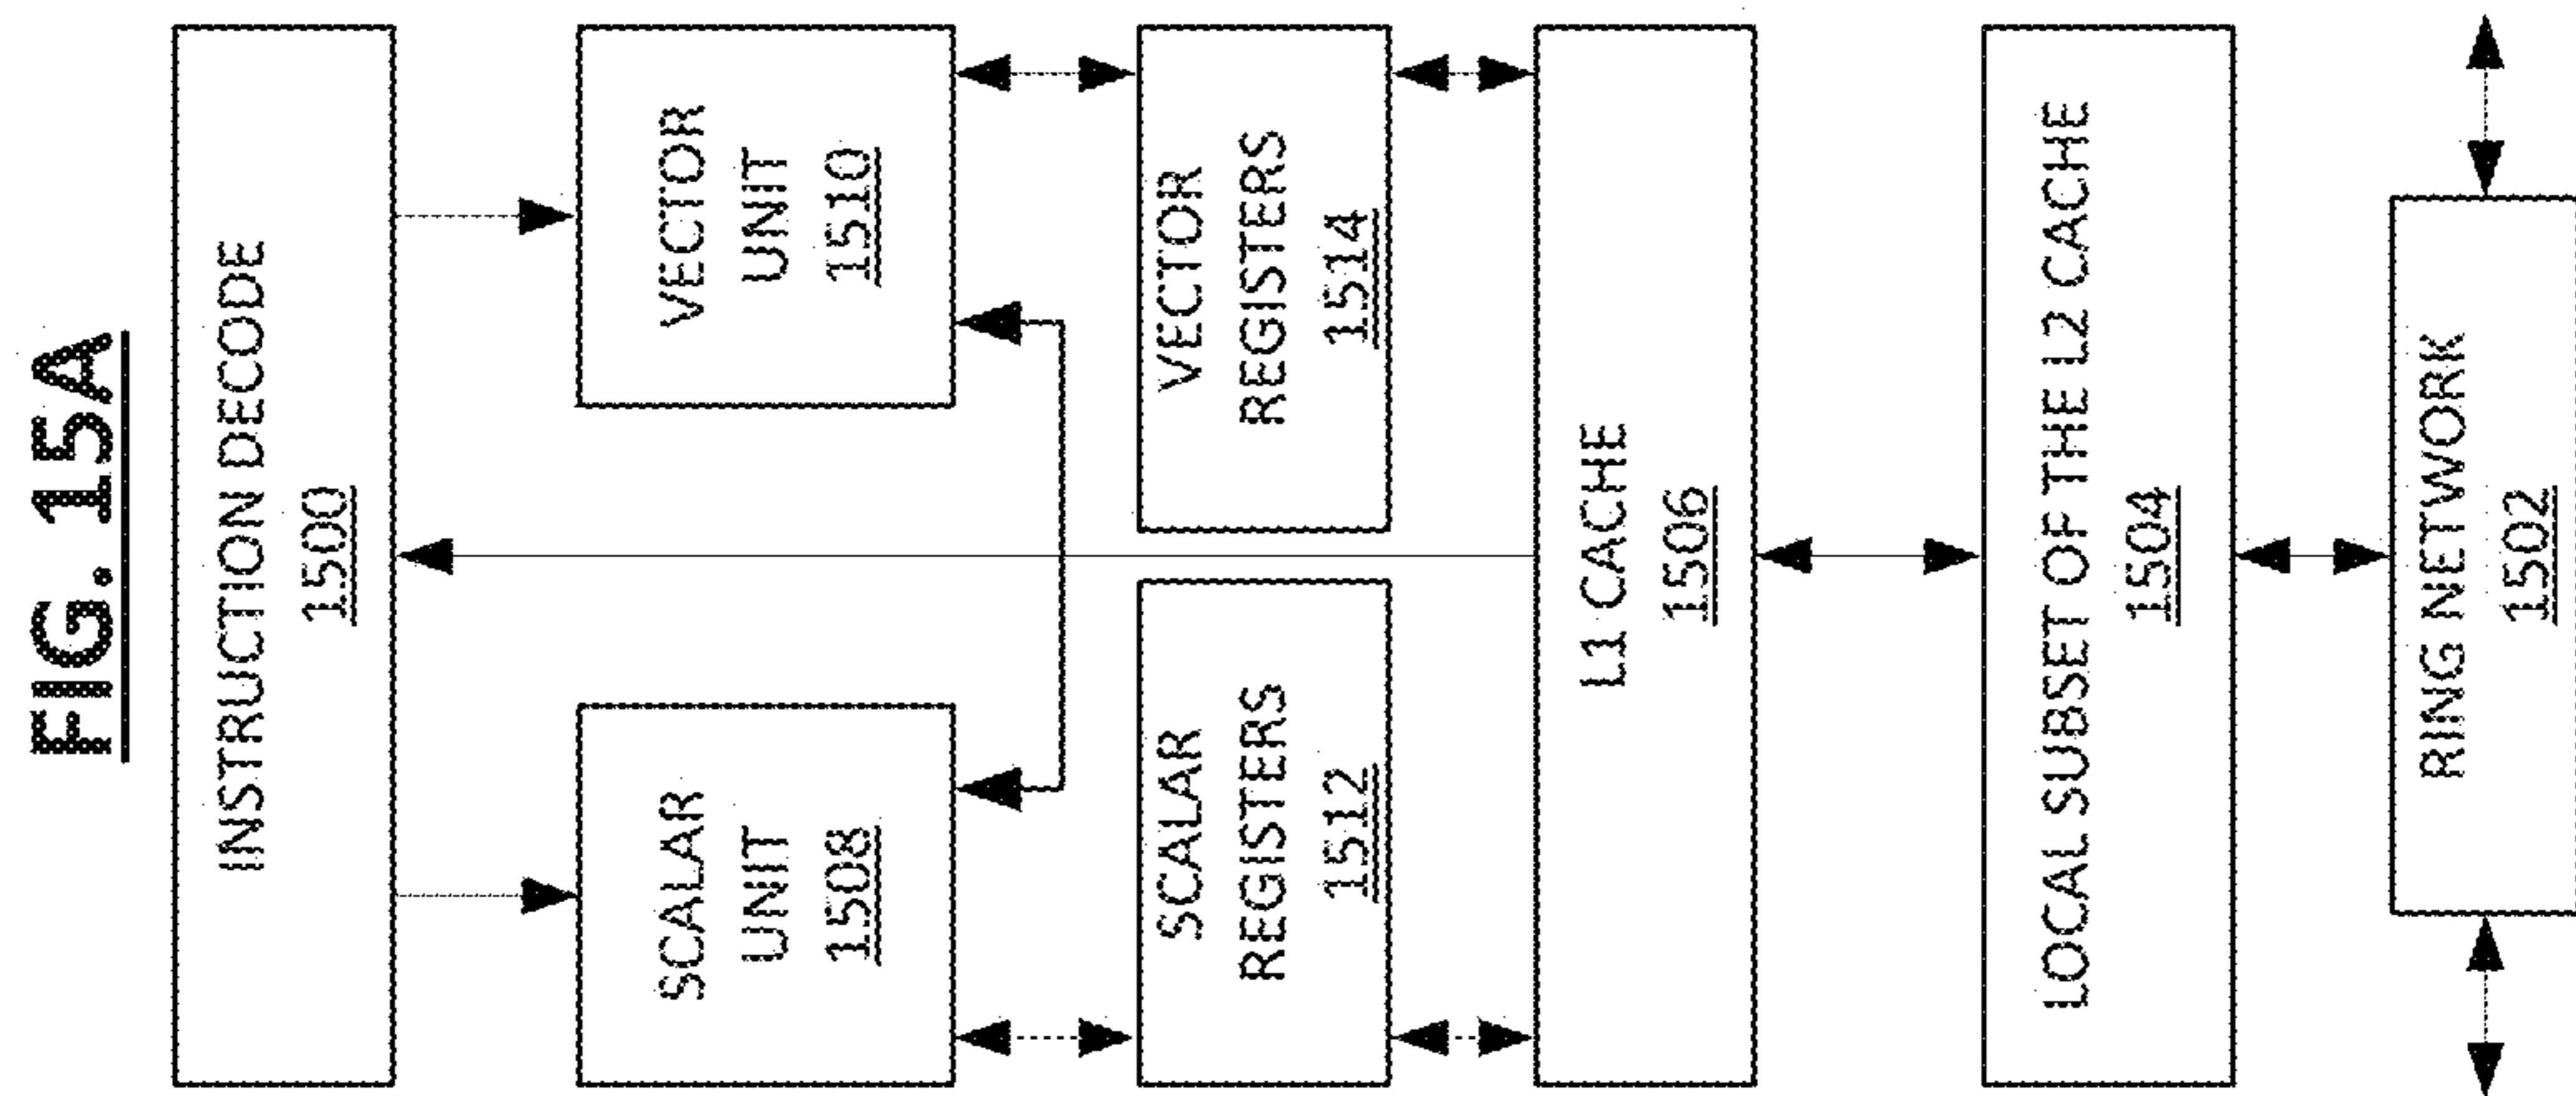 FIG. 15A
INSTRUCTION DECODE
1500
SCALAR
UNIT
1508
VECTOR
UNIT
1510
SCALAR
REGISTERS
1512
VECTOR
REGISTERS
1514
L1 CACHE
1506
LOCAL SUBSET OF THE L2 CACHE
1504
RING NETWORK
1502